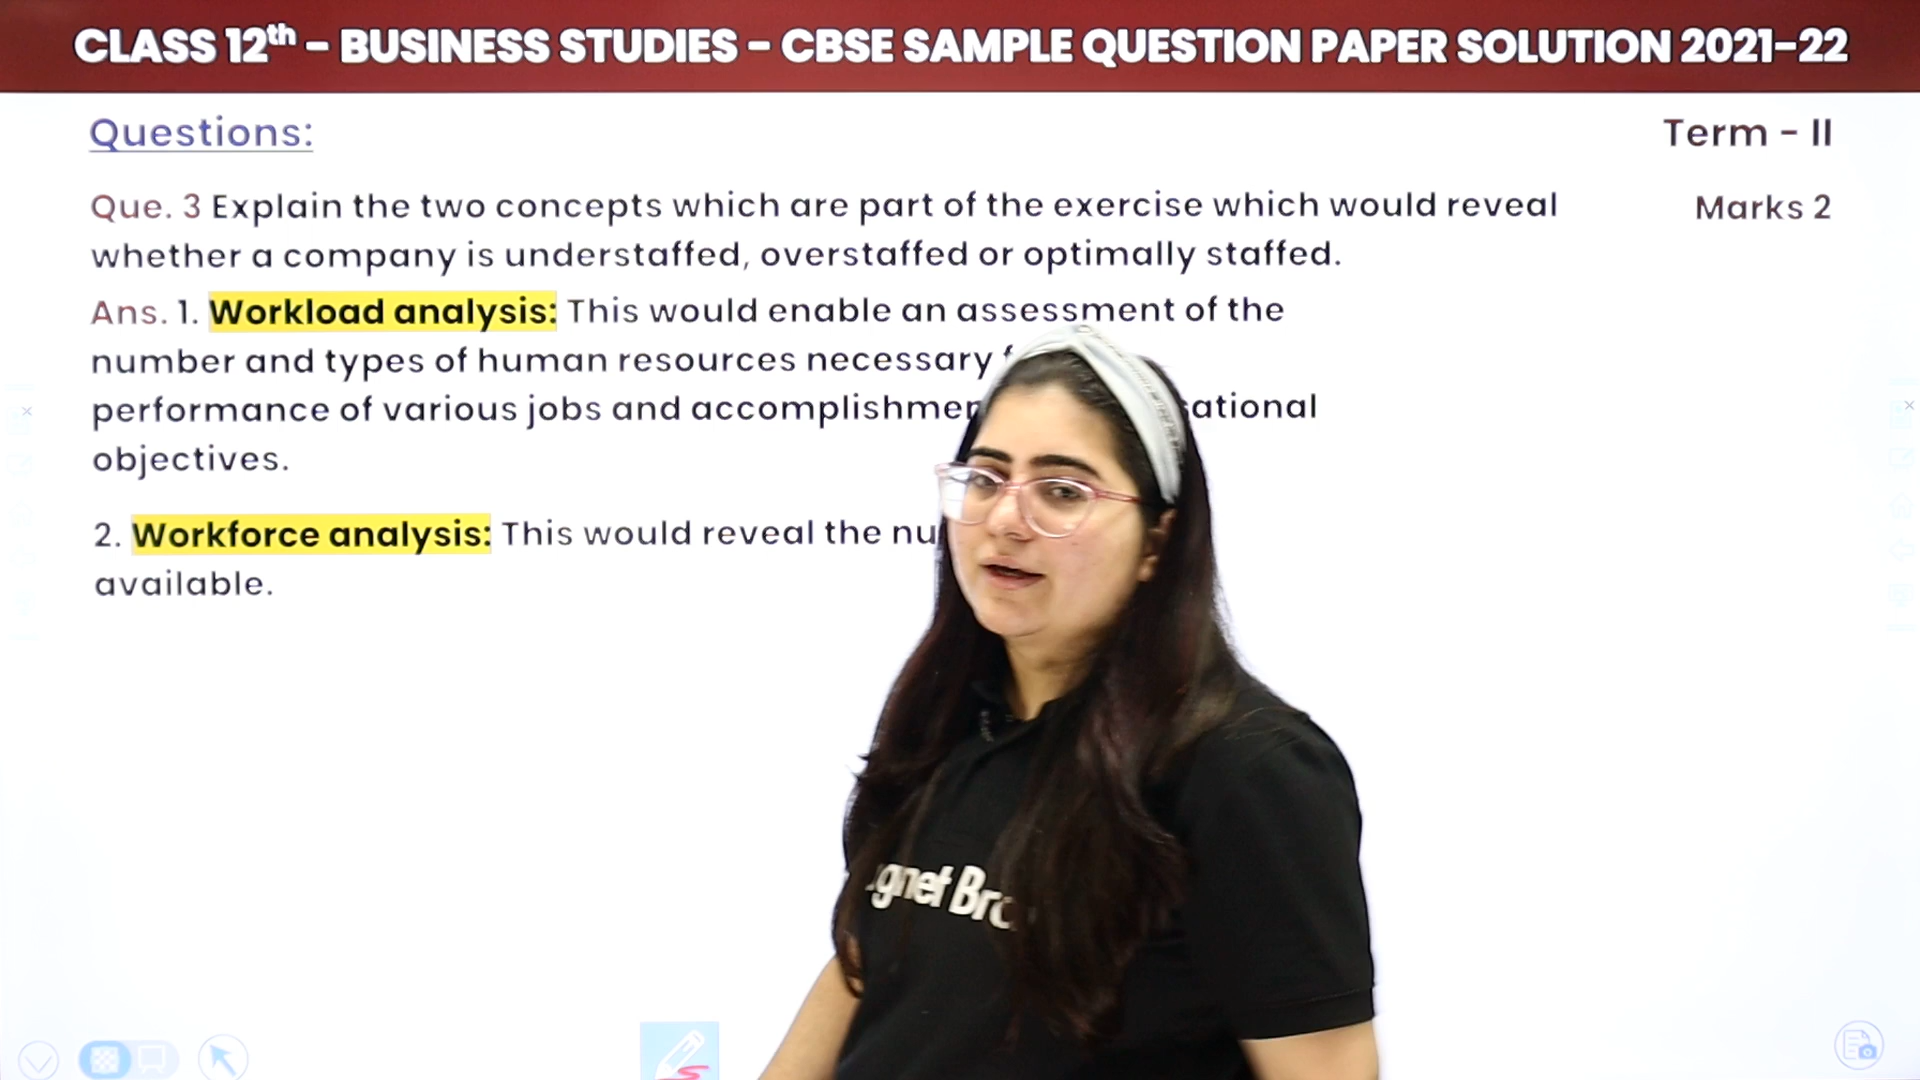 CLASS 12th – BUSINESS STUDIES – CBSE SAMPLE QUESTION PAPER SOLUTION 2021–22
Questions:
Term - II
Que. 3 Explain the two concepts which are part of the exercise which would reveal
Marks 2
whether a company is understaffed, overstaffed or optimally staffed.
Ans. 1. Workload analysis: This would enable an assessment of the
number and types of human resources necessary
performance of various jobs and
objectives.
2. Workforce analysis: This would reveal the
available.